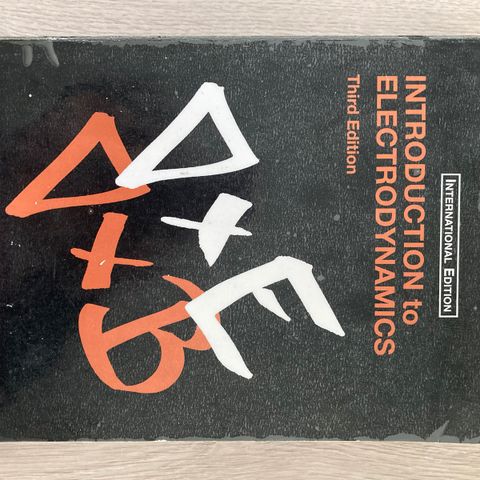 INTERNATIONAL EDITION
INTRODUCTION to
ELECTRODYNAMICS
Third Edition
∇×E
∇×B